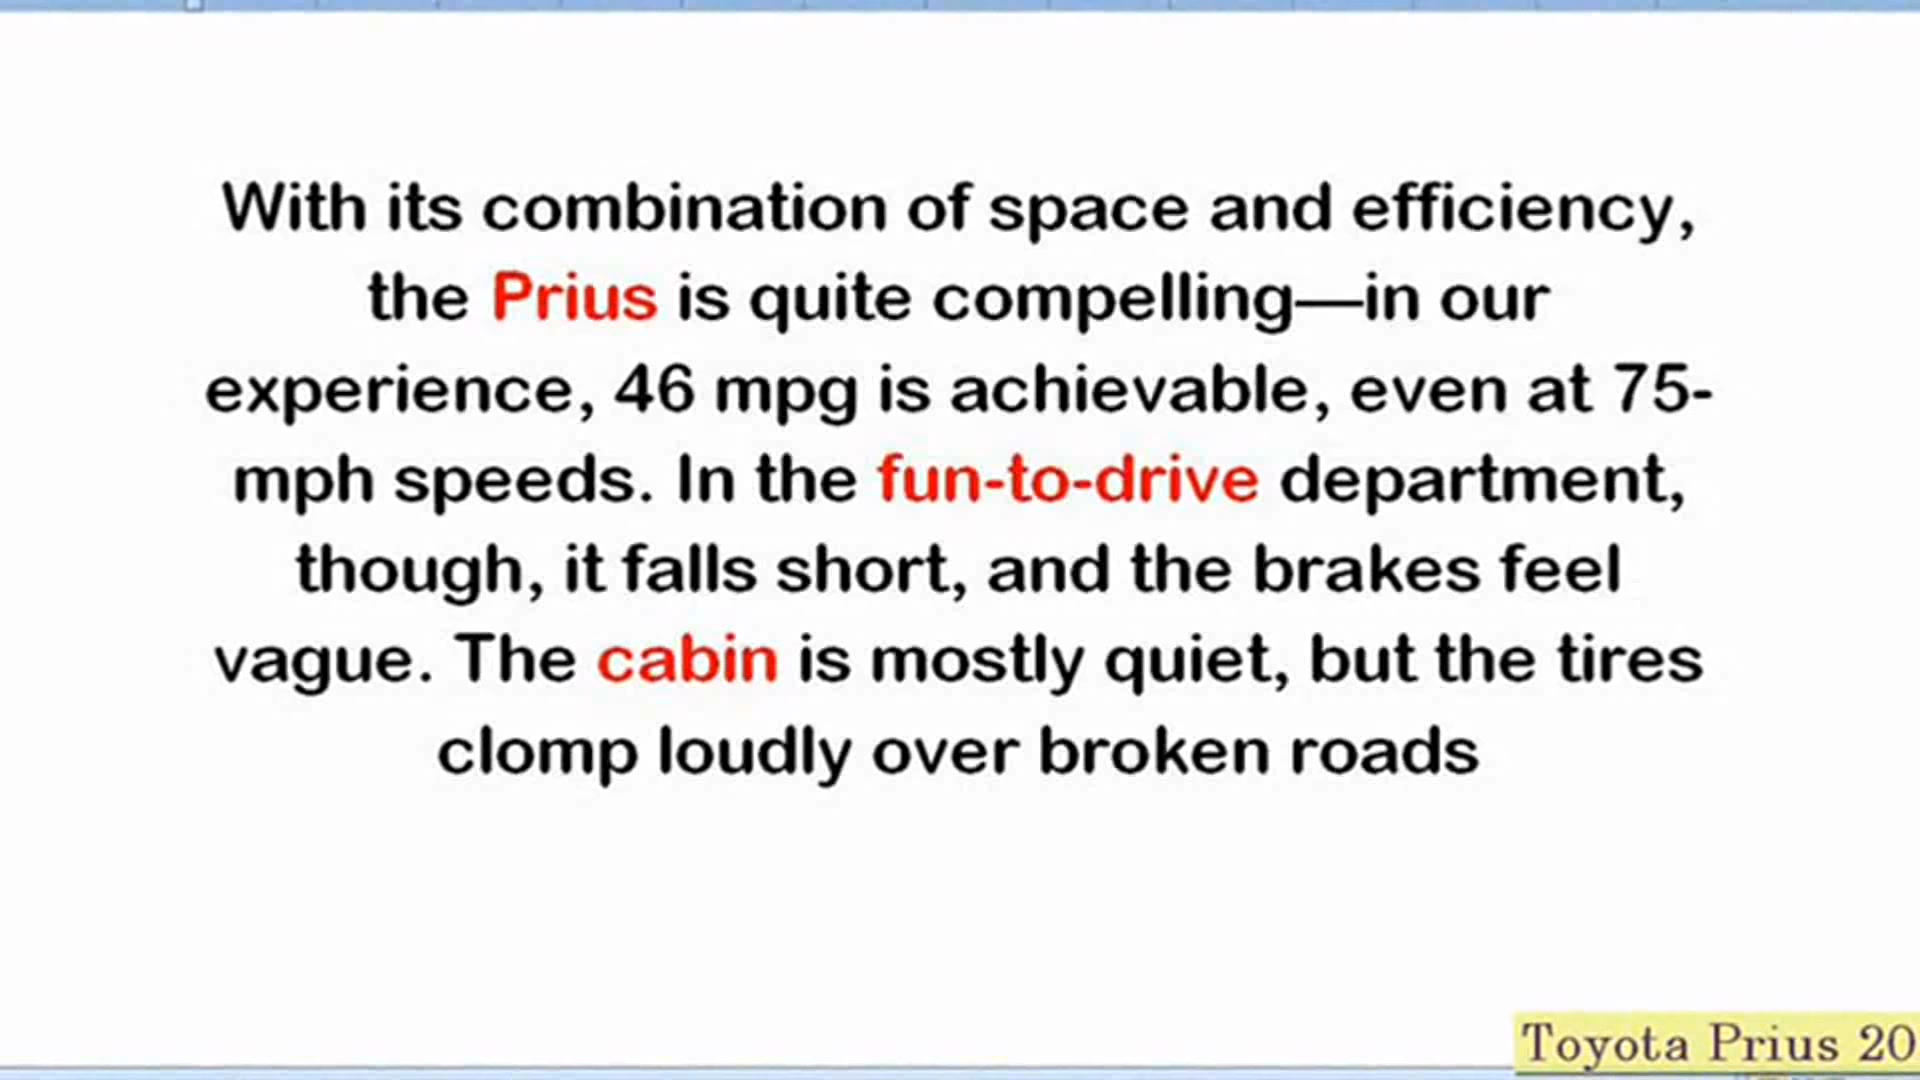 With its combination of space and efficiency,
the Prius is quite compelling—in our
experience, 46 mpg is achievable, even at 75-
mph speeds. In the fun-to-drive department,
though, it falls short, and the brakes feel
vague. The cabin is mostly quiet, but the tires
clomp loudly over broken roads
Toyota Prius 20